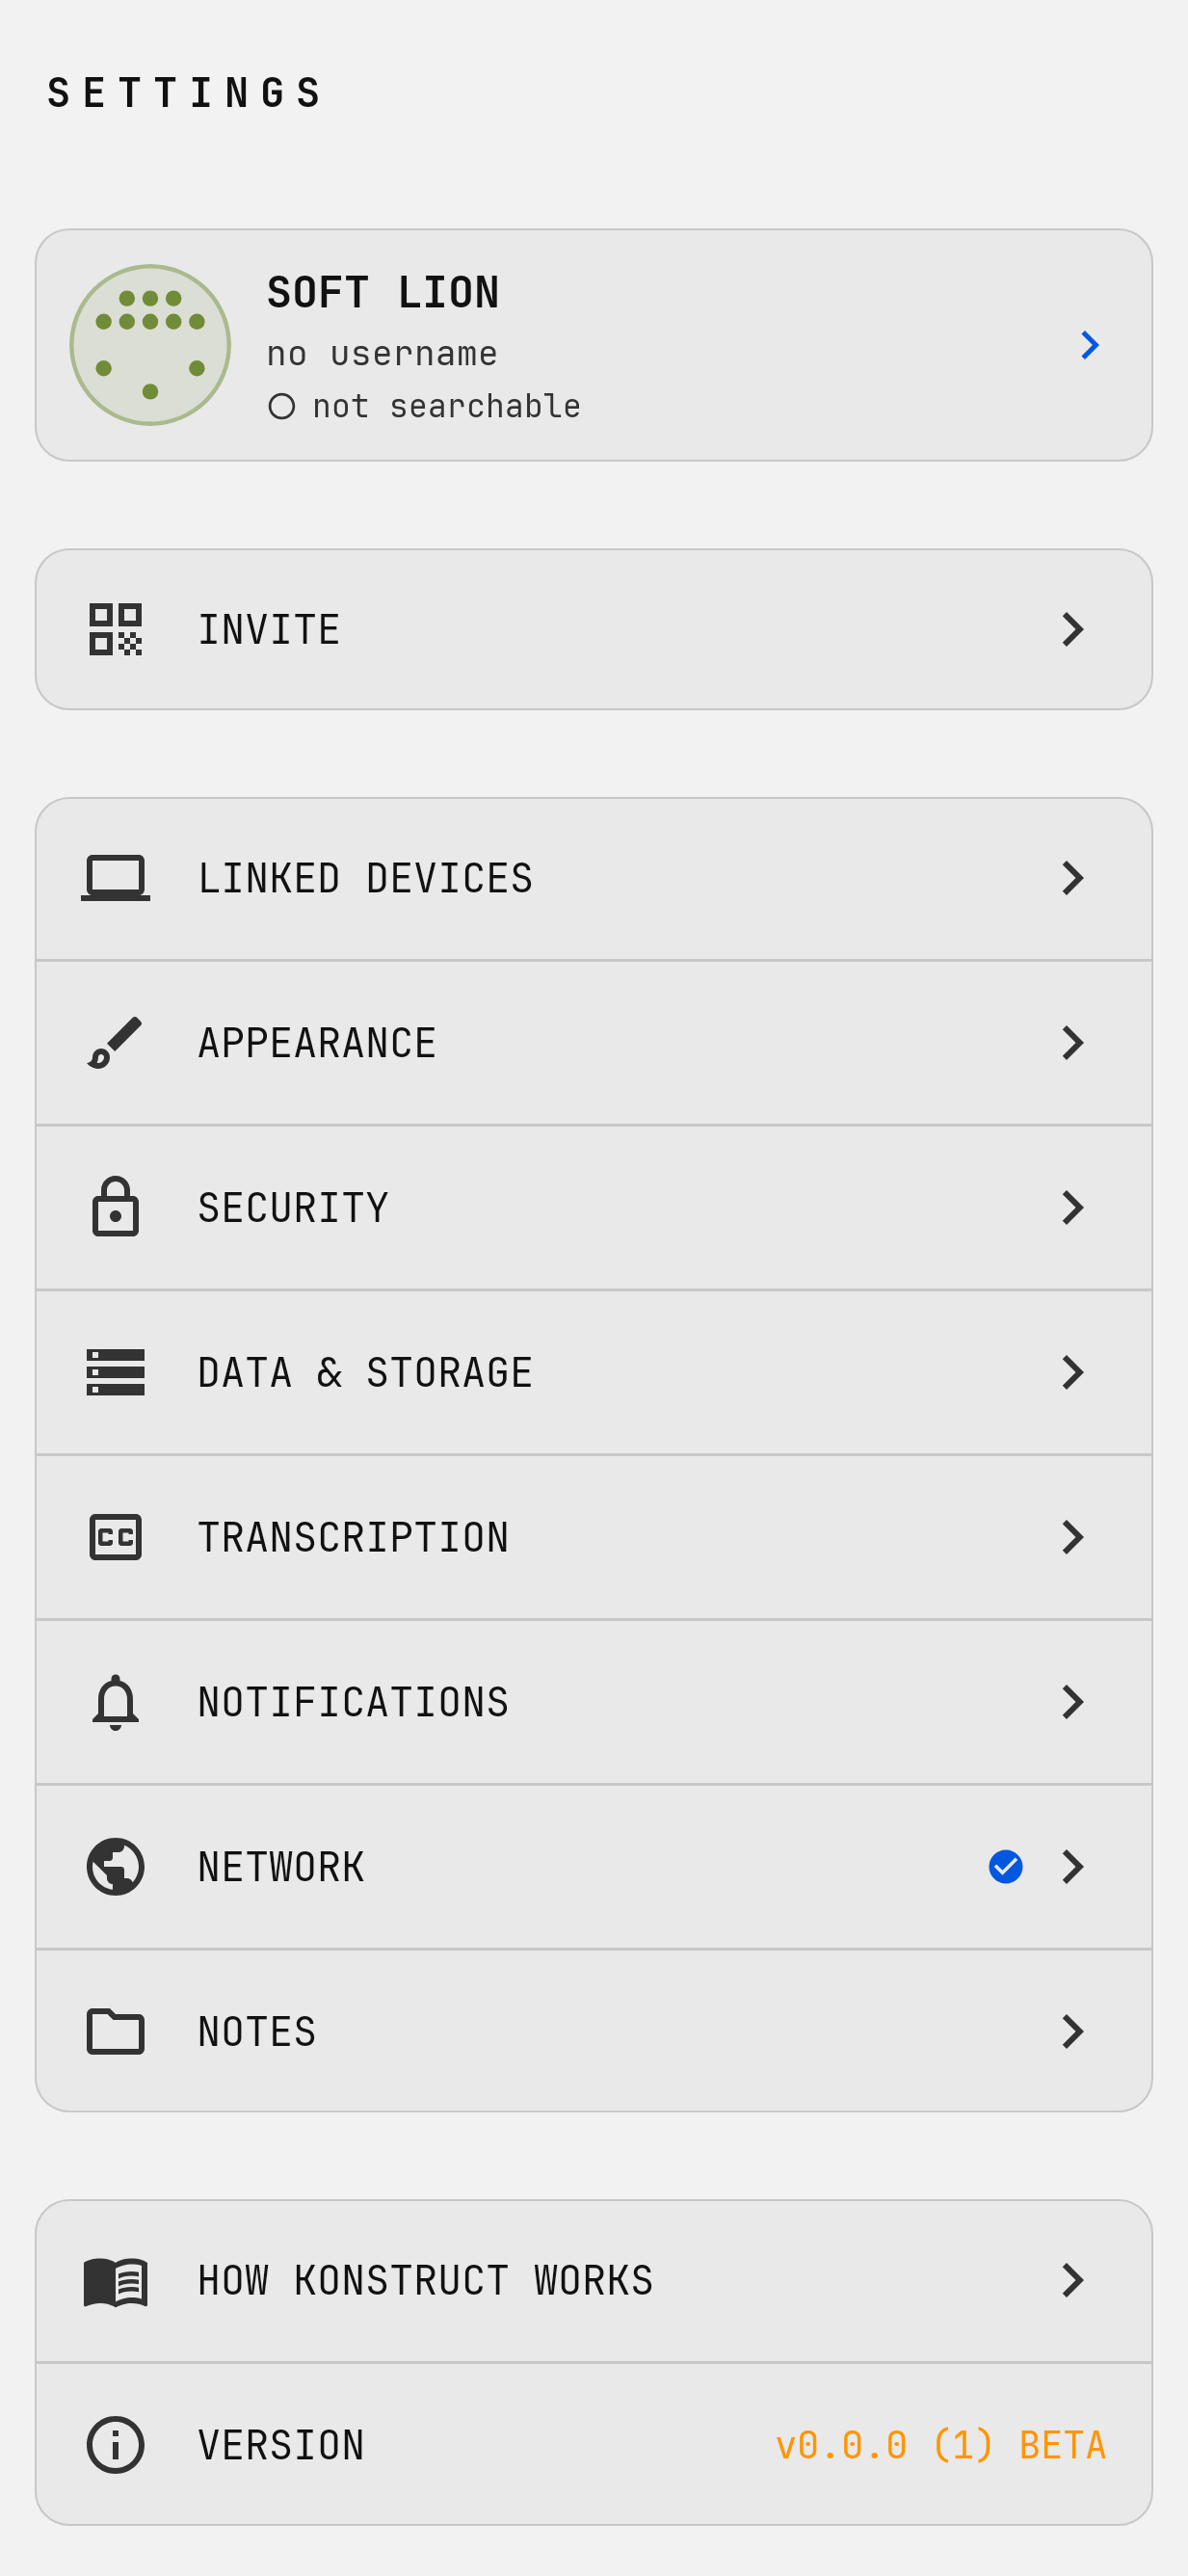 SETTINGS
SOFT LION
no username
not searchable
INVITE
LINKED DEVICES
APPEARANCE
SECURITY
DATA & STORAGE
TRANSCRIPTION
NOTIFICATIONS
NETWORK
NOTES
HOW KONSTRUCT WORKS
VERSION v0.0.0 (1) BETA